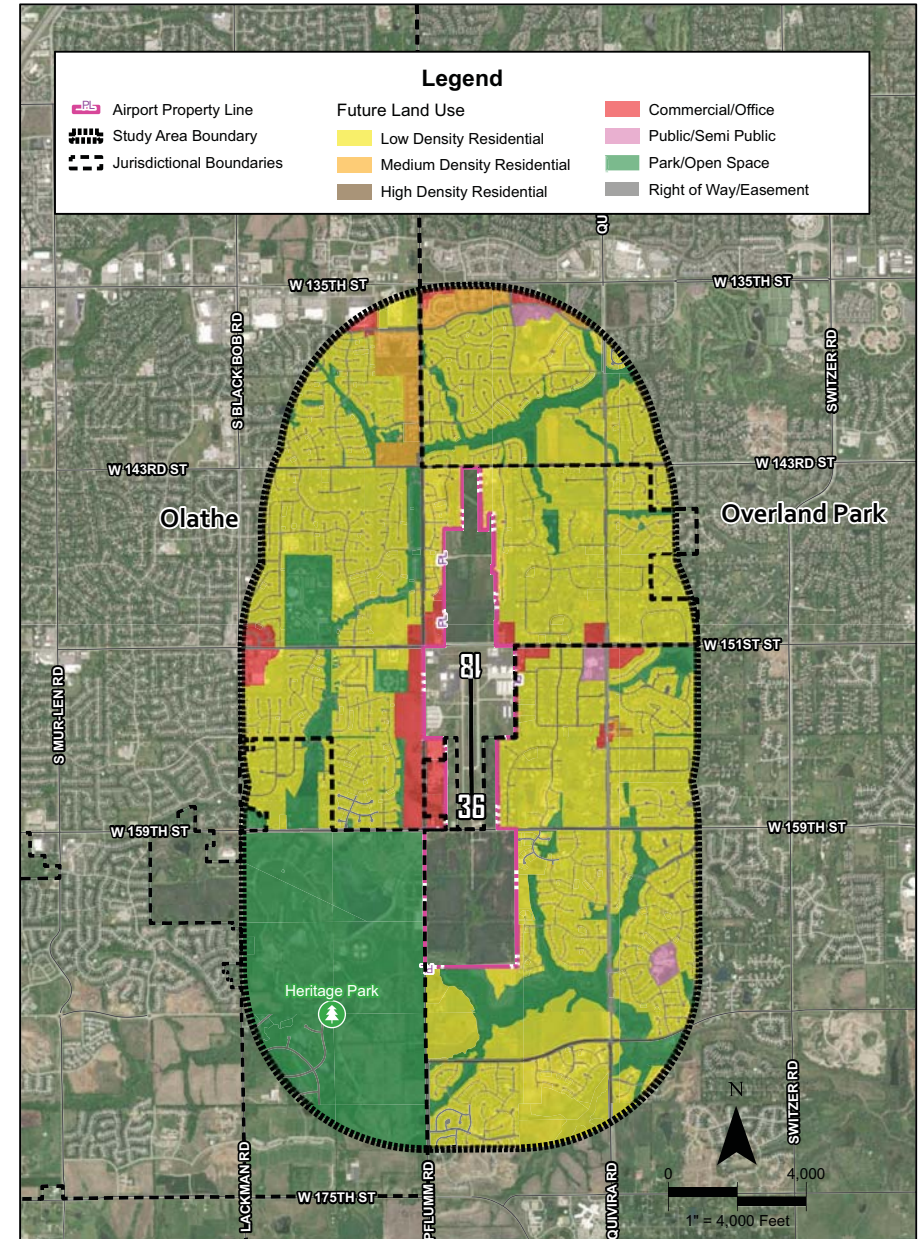 Legend
PL Airport Property Line
Study Area Boundary
Jurisdictional Boundaries
Future Land Use
Low Density Residential
Medium Density Residential
High Density Residential
Commercial/Office
Public/Semi Public
Park/Open Space
Right of Way/Easement
QU
W 135TH ST
W 135TH ST
S BLACK BOB RD
SWITZER RD
W 143RD ST
W 143RD ST
Olathe
Overland Park
PL
PL
W 151ST ST
18
S MUR-LEN RD
36
W 159TH ST
W 159TH ST
Heritage Park
N
SWITZER RD
LACKMAN RD
PFLUMM RD
QUIVIRA RD
0 4,000
W 175TH ST
1" = 4,000 Feet